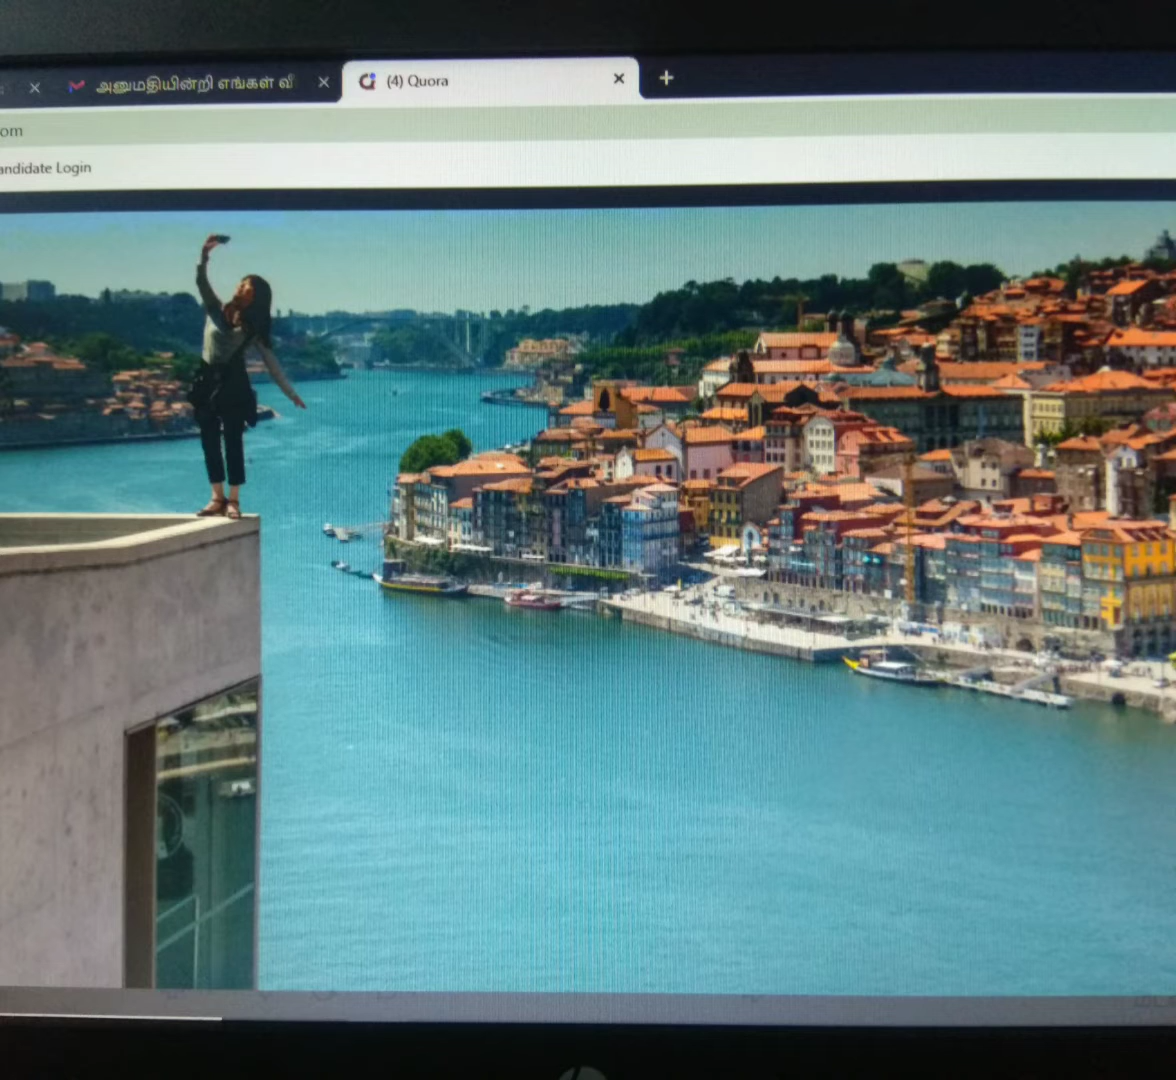 அனுமதியின்றி எங்கள் வீ
(4) Quora
om
andidate Login